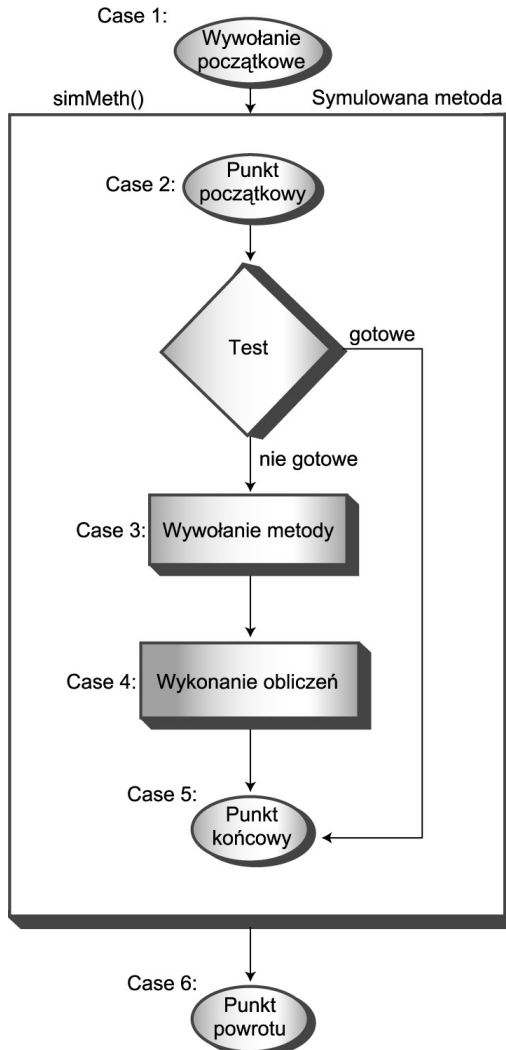 Case 1:
Wywołanie
początkowe
simMeth()
Symulowana metoda
Case 2:
Punkt
początkowy
Test
gotowe
nie gotowe
Case 3:
Wywołanie metody
Case 4:
Wykonanie obliczeń
Case 5:
Punkt
końcowy
Case 6:
Punkt
powrotu